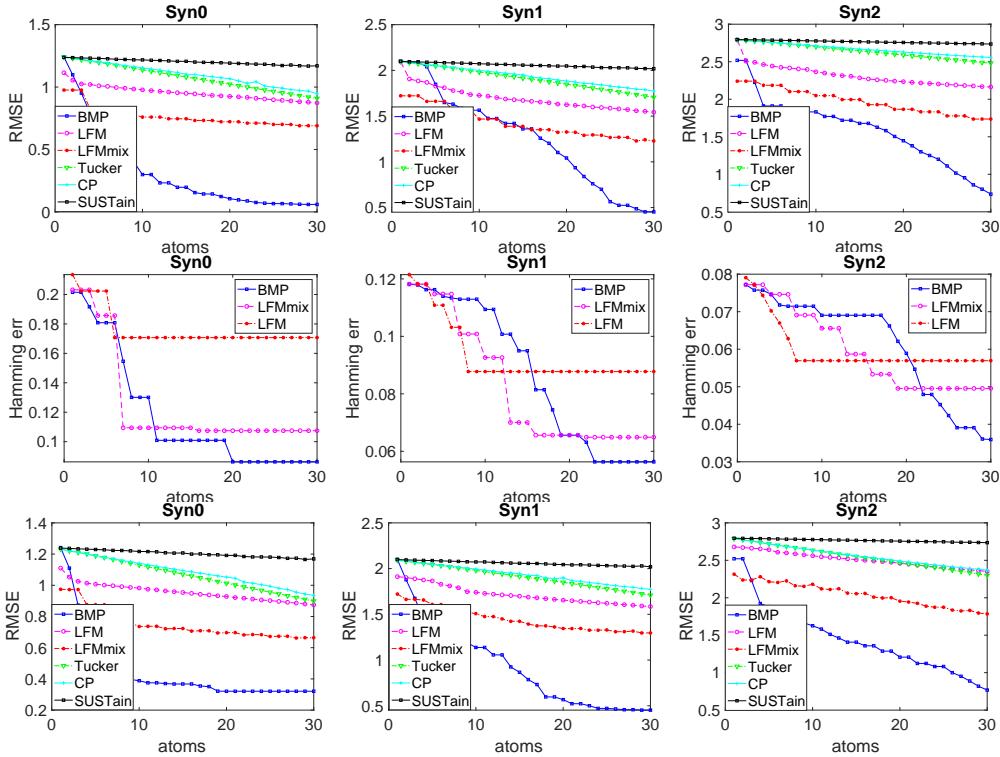 Syn0
RMSE
2
1.5
1
0.5
0
BMP
LFM
LFMmix
Tucker
CP
SUSTain
0 10 20 30
atoms
Syn1
RMSE
2.5
2
1.5
1
0.5
BMP
LFM
LFMmix
Tucker
CP
SUSTain
0 10 20 30
atoms
Syn2
RMSE
3
2.5
2
1.5
1
0.5
BMP
LFM
LFMmix
Tucker
CP
SUSTain
0 10 20 30
atoms
Syn0
Hamming err
0.2
0.18
0.16
0.14
0.12
0.1
BMP
LFMmix
LFM
0 10 20 30
atoms
Syn1
Hamming err
0.12
0.1
0.08
0.06
BMP
LFMmix
LFM
0 10 20 30
atoms
Syn2
Hamming err
0.08
0.07
0.06
0.05
0.04
0.03
BMP
LFMmix
LFM
0 10 20 30
atoms
Syn0
RMSE
1.4
1.2
1
0.8
0.6
0.4
0.2
BMP
LFM
LFMmix
Tucker
CP
SUSTain
0 10 20 30
atoms
Syn1
RMSE
2.5
2
1.5
1
0.5
BMP
LFM
LFMmix
Tucker
CP
SUSTain
0 10 20 30
atoms
Syn2
RMSE
3
2.5
2
1.5
1
0.5
BMP
LFM
LFMmix
Tucker
CP
SUSTain
0 10 20 30
atoms